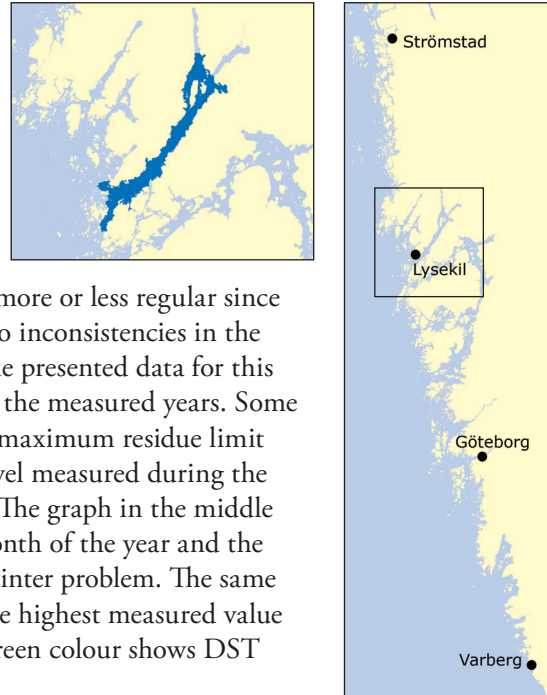 Strömstad
Lysekil
Göteborg
Varberg
more or less regular since
o inconsistencies in the
e presented data for this
the measured years. Some
maximum residue limit
vel measured during the
The graph in the middle
onth of the year and the
inter problem. The same
e highest measured value
reen colour shows DST